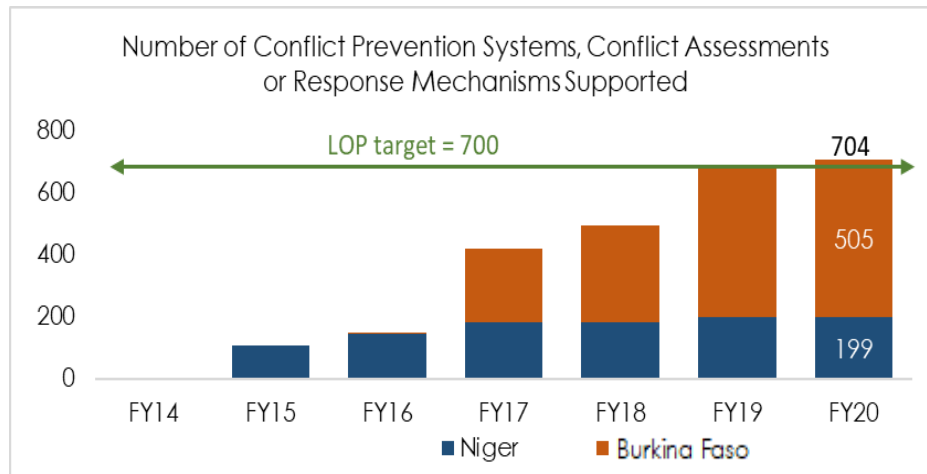 Number of Conflict Prevention Systems, Conflict Assessments
or Response Mechanisms Supported
800
LOP target = 700
704
600
400
505
200
199
0
FY14 FY15 FY16 FY17 FY18 FY19 FY20
Niger Burkina Faso